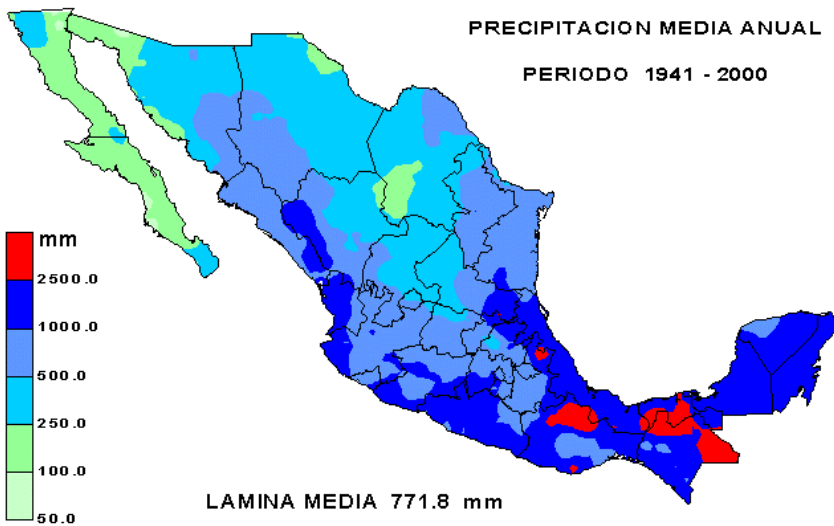 PRECIPITACION MEDIA ANUAL
PERIODO 1941 - 2000
mm
2500.0
1000.0
500.0
250.0
100.0
50.0
LAMINA MEDIA 771.8 mm